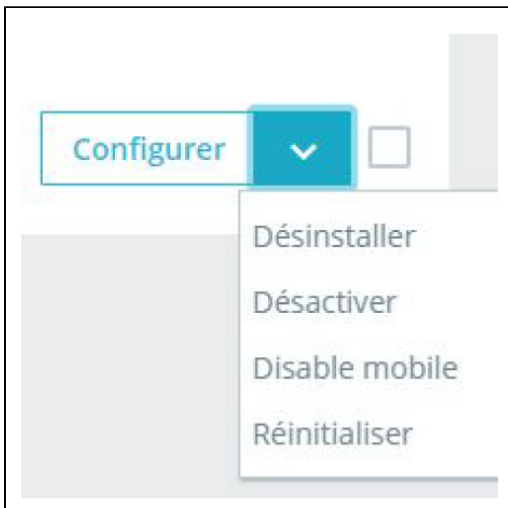 Configurer
Désinstaller
Désactiver
Disable mobile
Réinitialiser